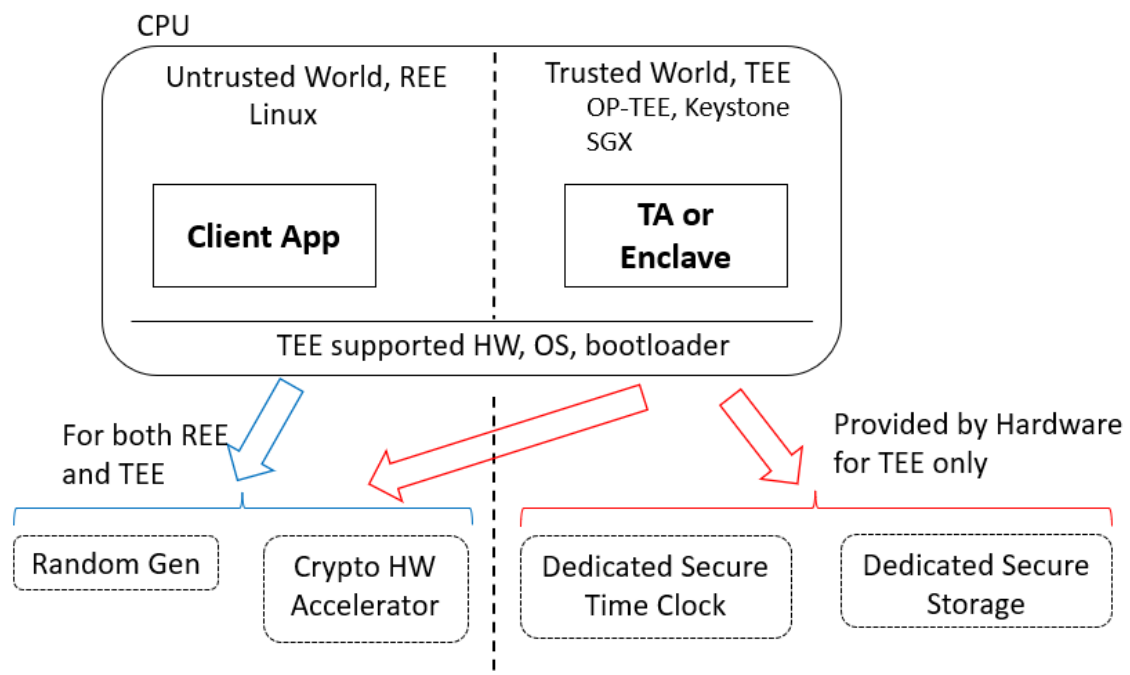 CPU
Untrusted World, REE
Linux
Trusted World, TEE
OP-TEE, Keystone
SGX
Client App
TA or
Enclave
TEE supported HW, OS, bootloader
For both REE
and TEE
Provided by Hardware
for TEE only
Random Gen
Crypto HW
Accelerator
Dedicated Secure
Time Clock
Dedicated Secure
Storage